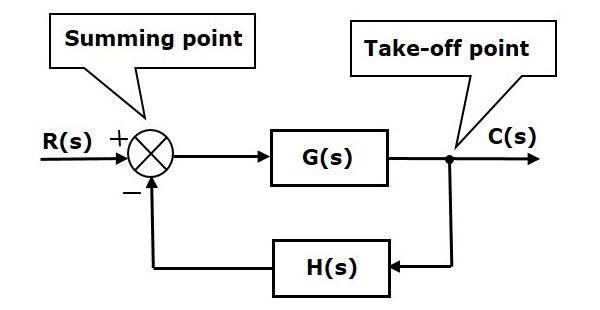 Summing point
Take-off point
R(s)
+
C(s)
G(s)
−
H(s)